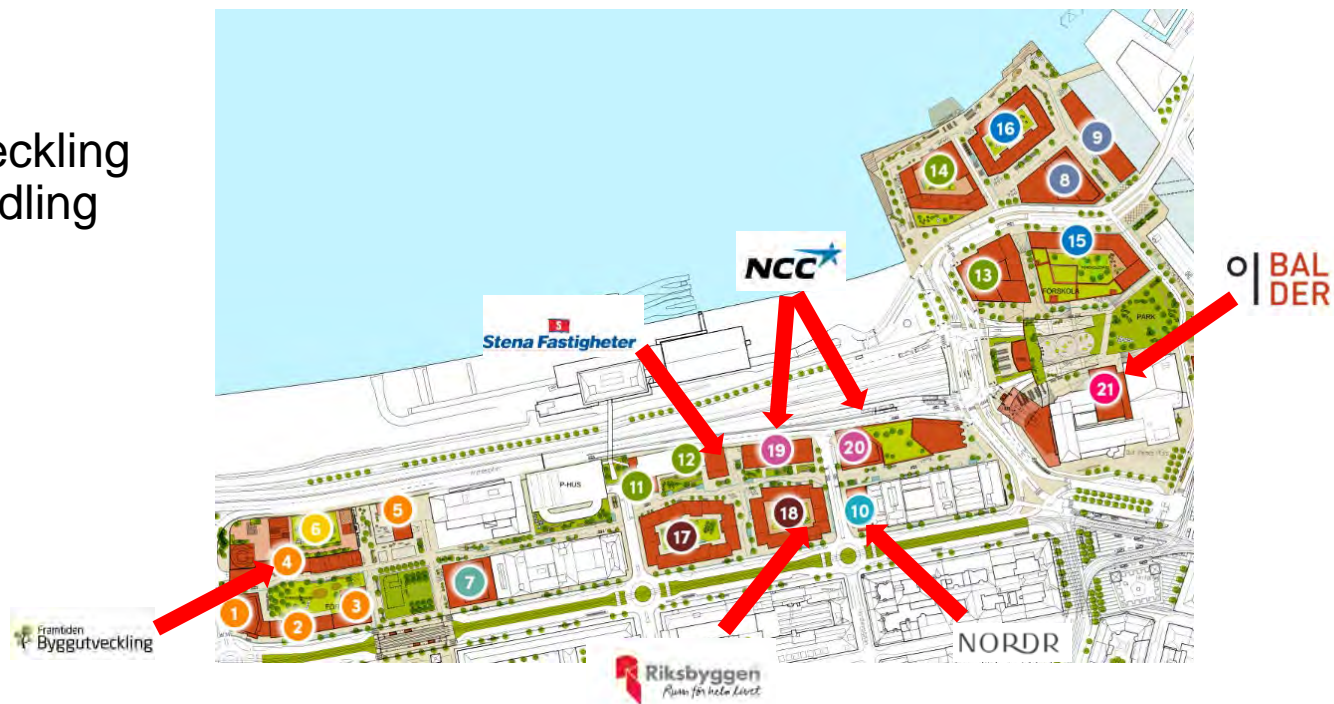 eckling
dling
16
9
14
8
15
13
FÖRSKOLA
PARK
NCC
BAL
DER
S
Stena Fastigheter
21
12
19
20
11
P-HUS
5
18
10
6
17
4
7
1
3
2
Framtiden
Byggutveckling
NORDR
Riksbyggen
Rum för hela livet